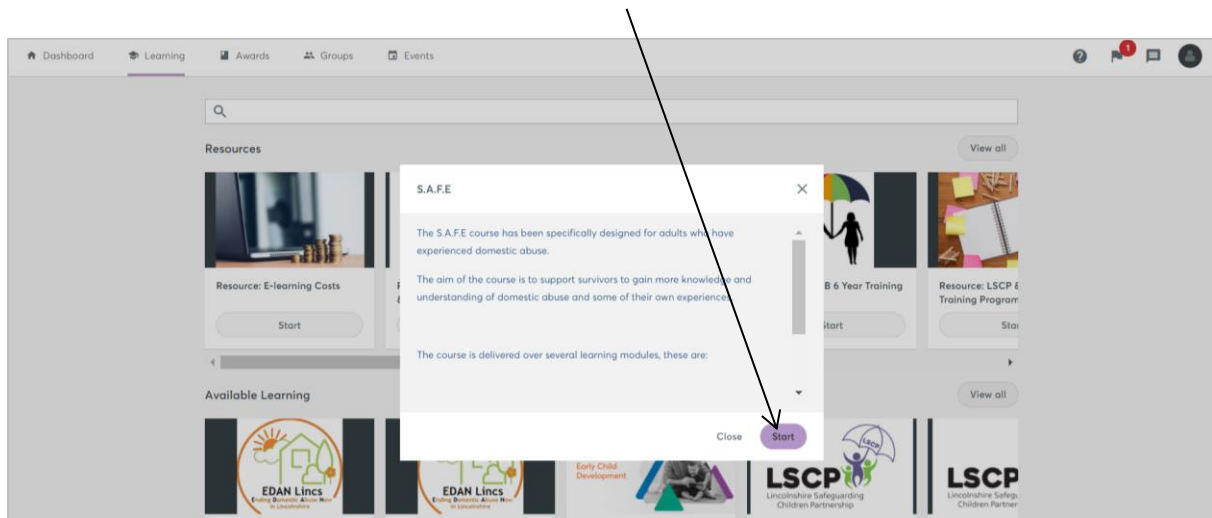 Dashboard
Learning
Awards
Groups
Events
1
Resources
View all
Resource: E-learning Costs
Start
S.A.F.E
The S.A.F.E course has been specifically designed for adults who have
experienced domestic abuse.
The aim of the course is to support survivors to gain more knowledge and
understanding of domestic abuse and some of their own experiences
The course is delivered over several learning modules, these are:
Close
Start
B 6 Year Training
Start
Resource: LSCP &
Training Program
Sta
Available Learning
View all
EDAN Lincs
Ending Domestic Abuse Now
in Lincolnshire
EDAN Lincs
Ending Domestic Abuse Now
in Lincolnshire
Early Child
Development
LSCP
LSCP
Lincolnshire Safeguarding
Children Partnership
LSCP
Lincolnshire Safegu
Children Partner